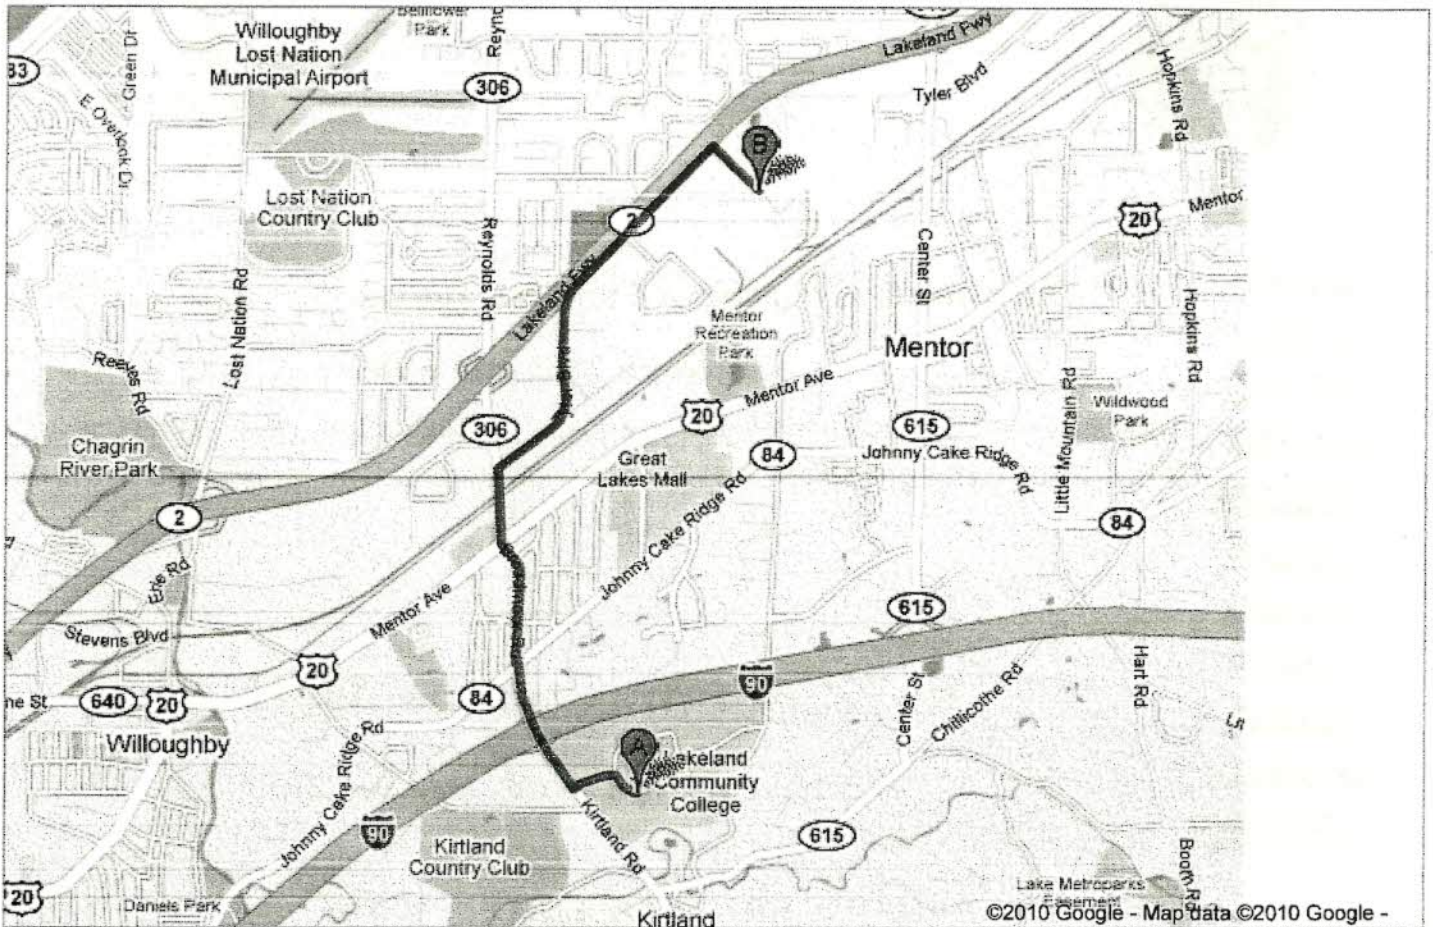 Bellflower
Park
Willoughby
Lost Nation
Municipal Airport
83
Green Dr
E Overlook Dr
306
Lakeland Fwy
Tyler Blvd
Hopkins Rd
B
Lost Nation
Country Club
2
Reynolds Rd
Center St
20
Mentor
Lost Nation Rd
Lakeland Fwy
Mentor
Recreation
Park
Mentor
Hopkins Rd
Reeves Rd
Mentor Ave
20
Little Mountain Rd
Wildwood
Park
306
615
Chagrin
River Park
Great
Lakes Mall
84
Johnny Cake Ridge Rd
2
Johnny Cake Ridge Rd
84
Erie Rd
Mentor Ave
615
Stevens Blvd
20
90
Hart Rd
ne St
640
20
84
Center St
Chillicothe Rd
Willoughby
Johnny Cake Ridge Rd
A
Lakeland
Community
College
90
Kirtland
Country Club
Kirtland Rd
615
Booth Rd
20
Daniels Park
Kirtland
Lake Metroparks
Easement
©2010 Google - Map data ©2010 Google -